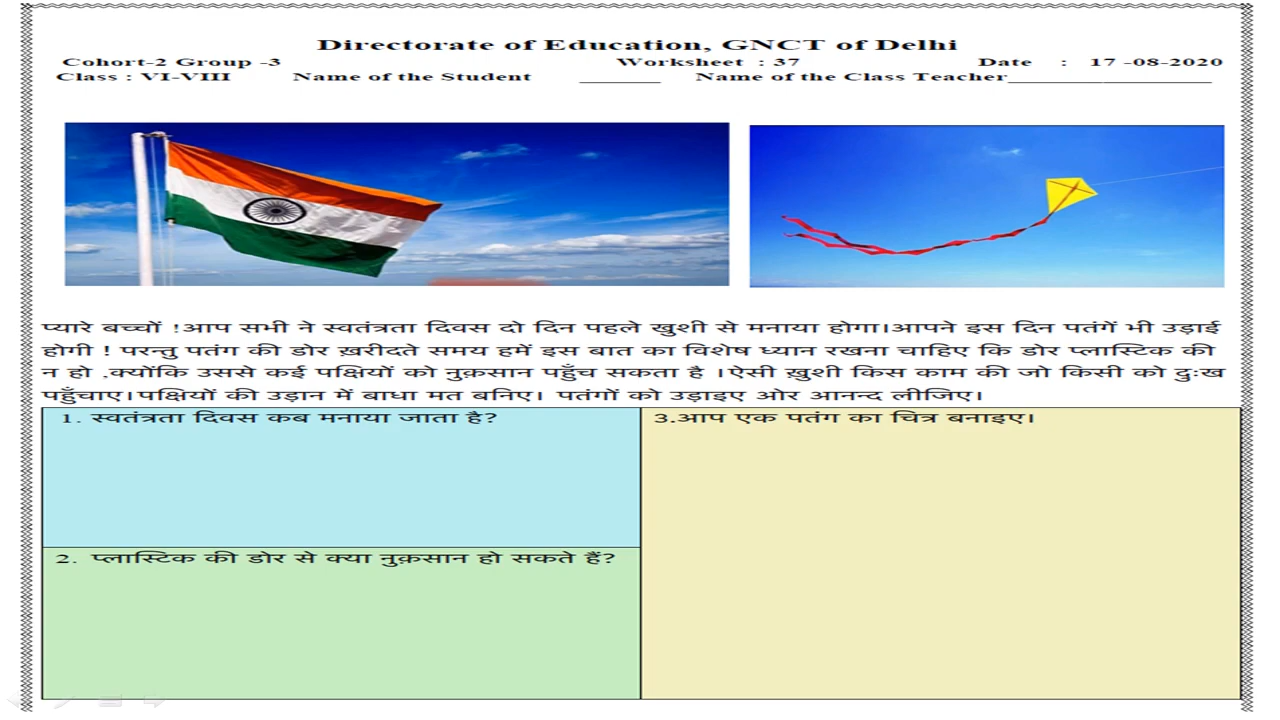 Directorate of Education, GNCT of Delhi
Cohort-2 Group -3 Worksheet : 37 Date : 17 -08-2020
Class : VI-VIII Name of the Student ________ Name of the Class Teacher____________________
प्यारे बच्चों !आप सभी ने स्वतंत्रता दिवस दो दिन पहले खुशी से मनाया होगा।आपने इस दिन पतंगें भी उड़ाई
होगी ! परन्तु पतंग की डोर ख़रीदते समय हमें इस बात का विशेष ध्यान रखना चाहिए कि डोर प्लास्टिक की
न हो ,क्योंकि उससे कई पक्षियों को नुक़सान पहुँच सकता है ।ऐसी ख़ुशी किस काम की जो किसी को दुःख
पहुँचाए।पक्षियों की उड़ान में बाधा मत बनिए। पतंगों को उड़ाइए ओर आनन्द लीजिए।
1. स्वतंत्रता दिवस कब मनाया जाता है?
2. प्लास्टिक की डोर से क्या नुक़सान हो सकते हैं?
3.आप एक पतंग का चित्र बनाइए।